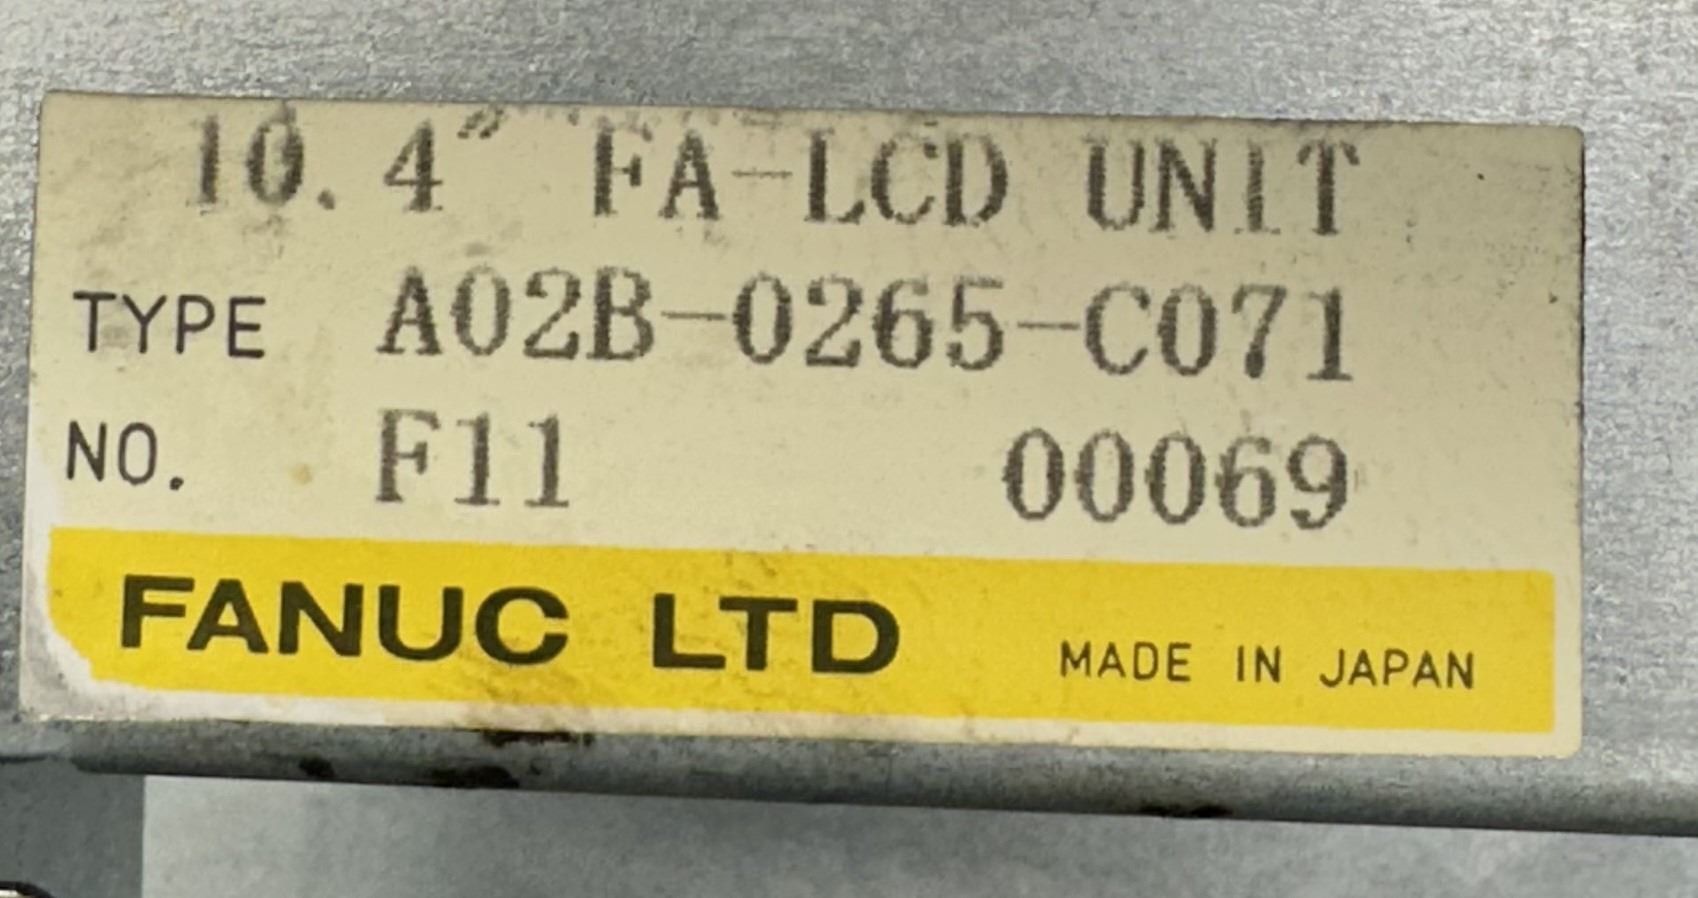 10.4" FA-LCD UNIT
TYPE A02B-0265-C071
NO. F11 00069
FANUC LTD MADE IN JAPAN